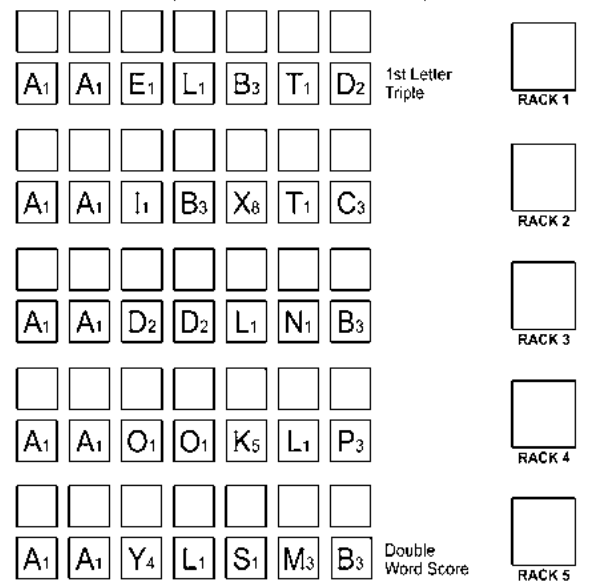 A1 A1 E1 L1 B3 T1 D2 1st Letter
Triple
RACK 1
A1 A1 I1 B3 X8 T1 C3
RACK 2
A1 A1 D2 D2 L1 N1 B3
RACK 3
A1 A1 O1 O1 K5 L1 P3
RACK 4
A1 A1 Y4 L1 S1 M3 B3 Double
Word Score
RACK 5